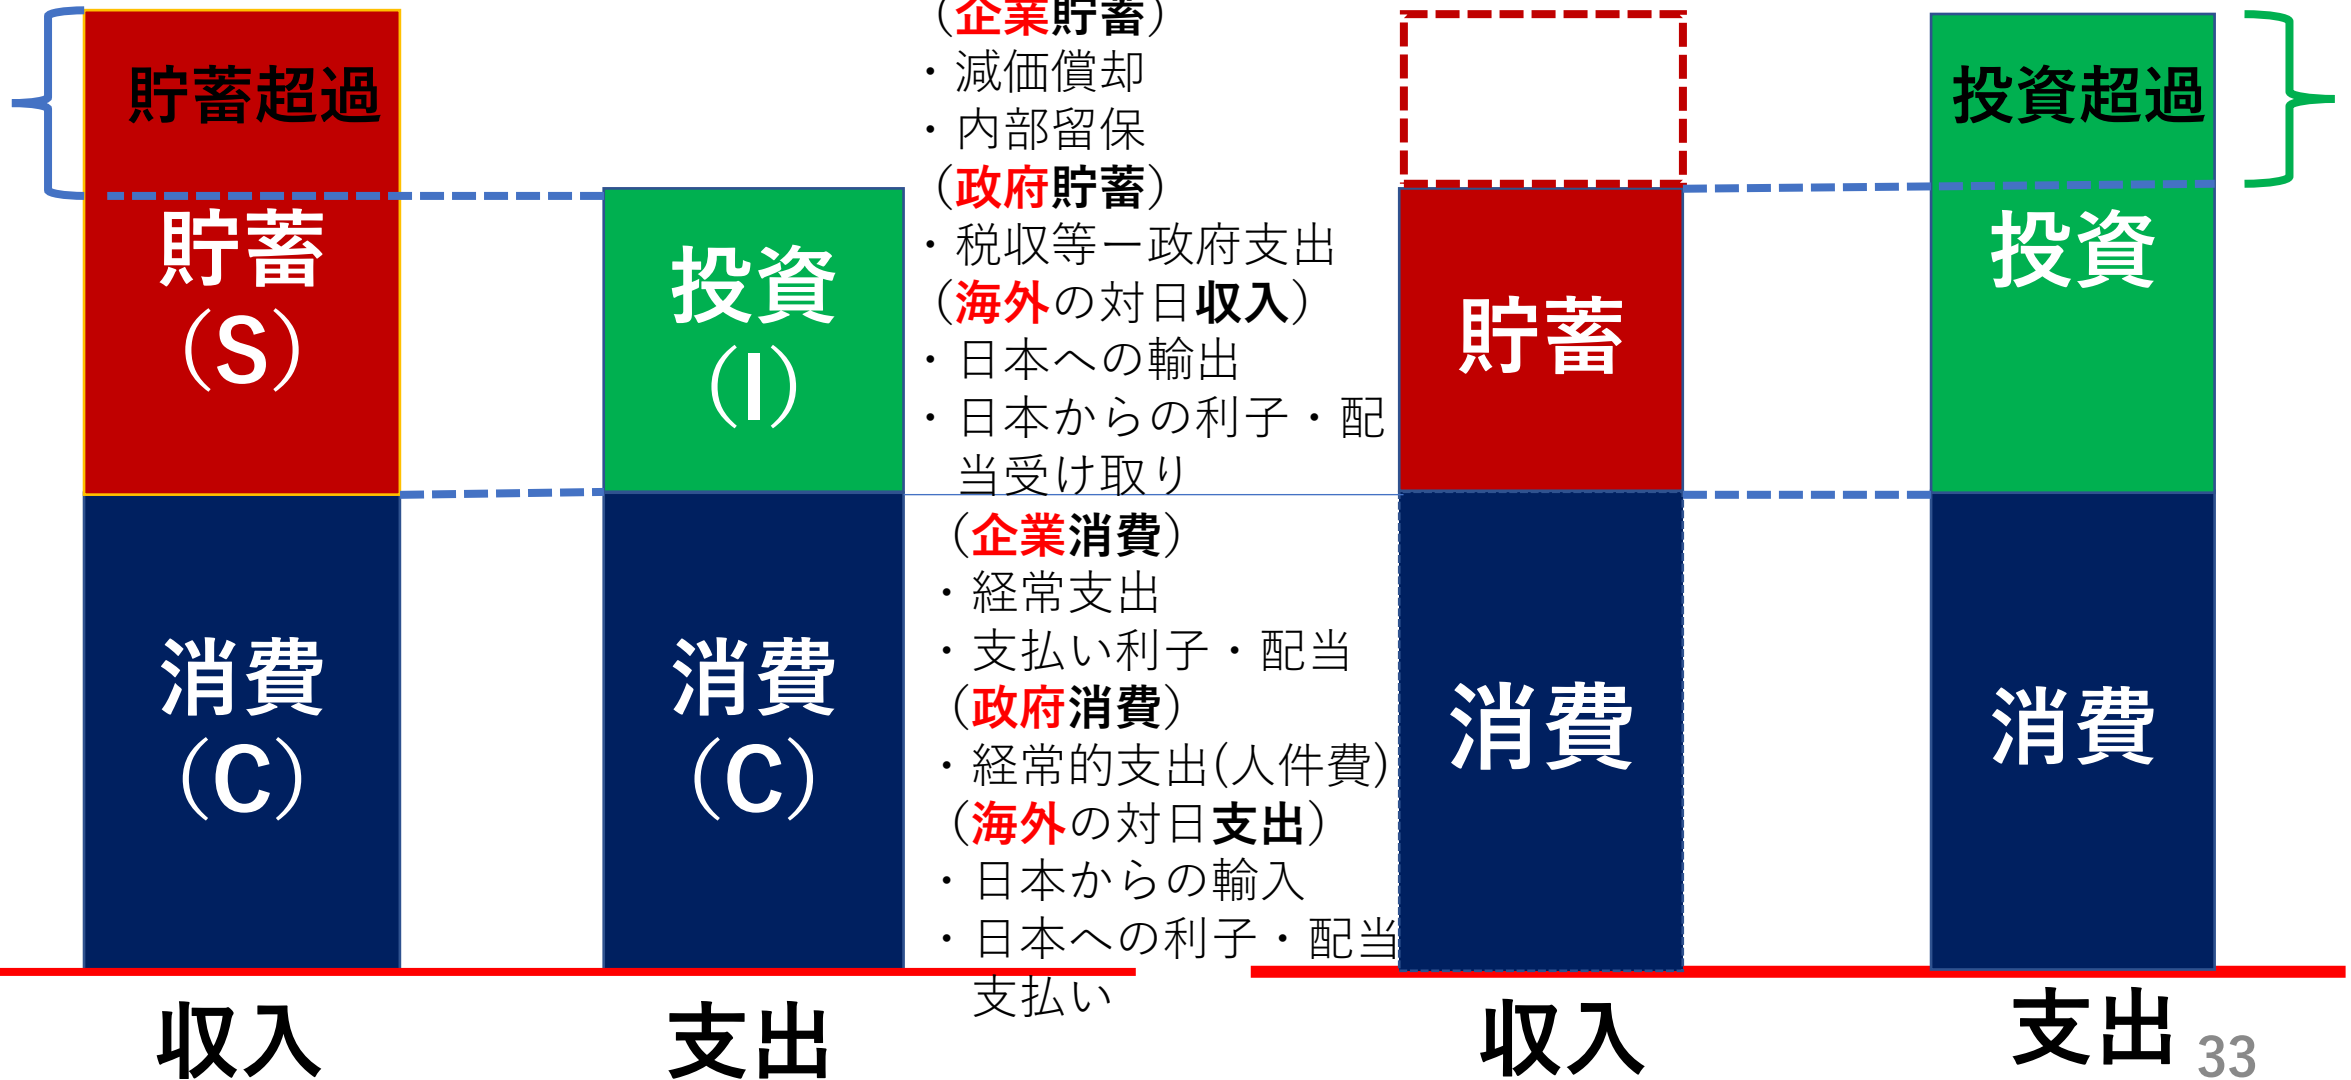 貯蓄超過
貯蓄
（S）
消費
（C）
収入
投資
（I）
消費
（C）
支出
（企業貯蓄）
・減価償却
・内部留保
（政府貯蓄）
・税収等ー政府支出
（海外の対日収入）
・日本への輸出
・日本からの利子・配
当受け取り
（企業消費）
・経常支出
・支払い利子・配当
（政府消費）
・経常的支出(人件費)
（海外の対日支出）
・日本からの輸入
・日本への利子・配当
支払い
貯蓄
消費
収入
投資超過
投資
消費
支出
33